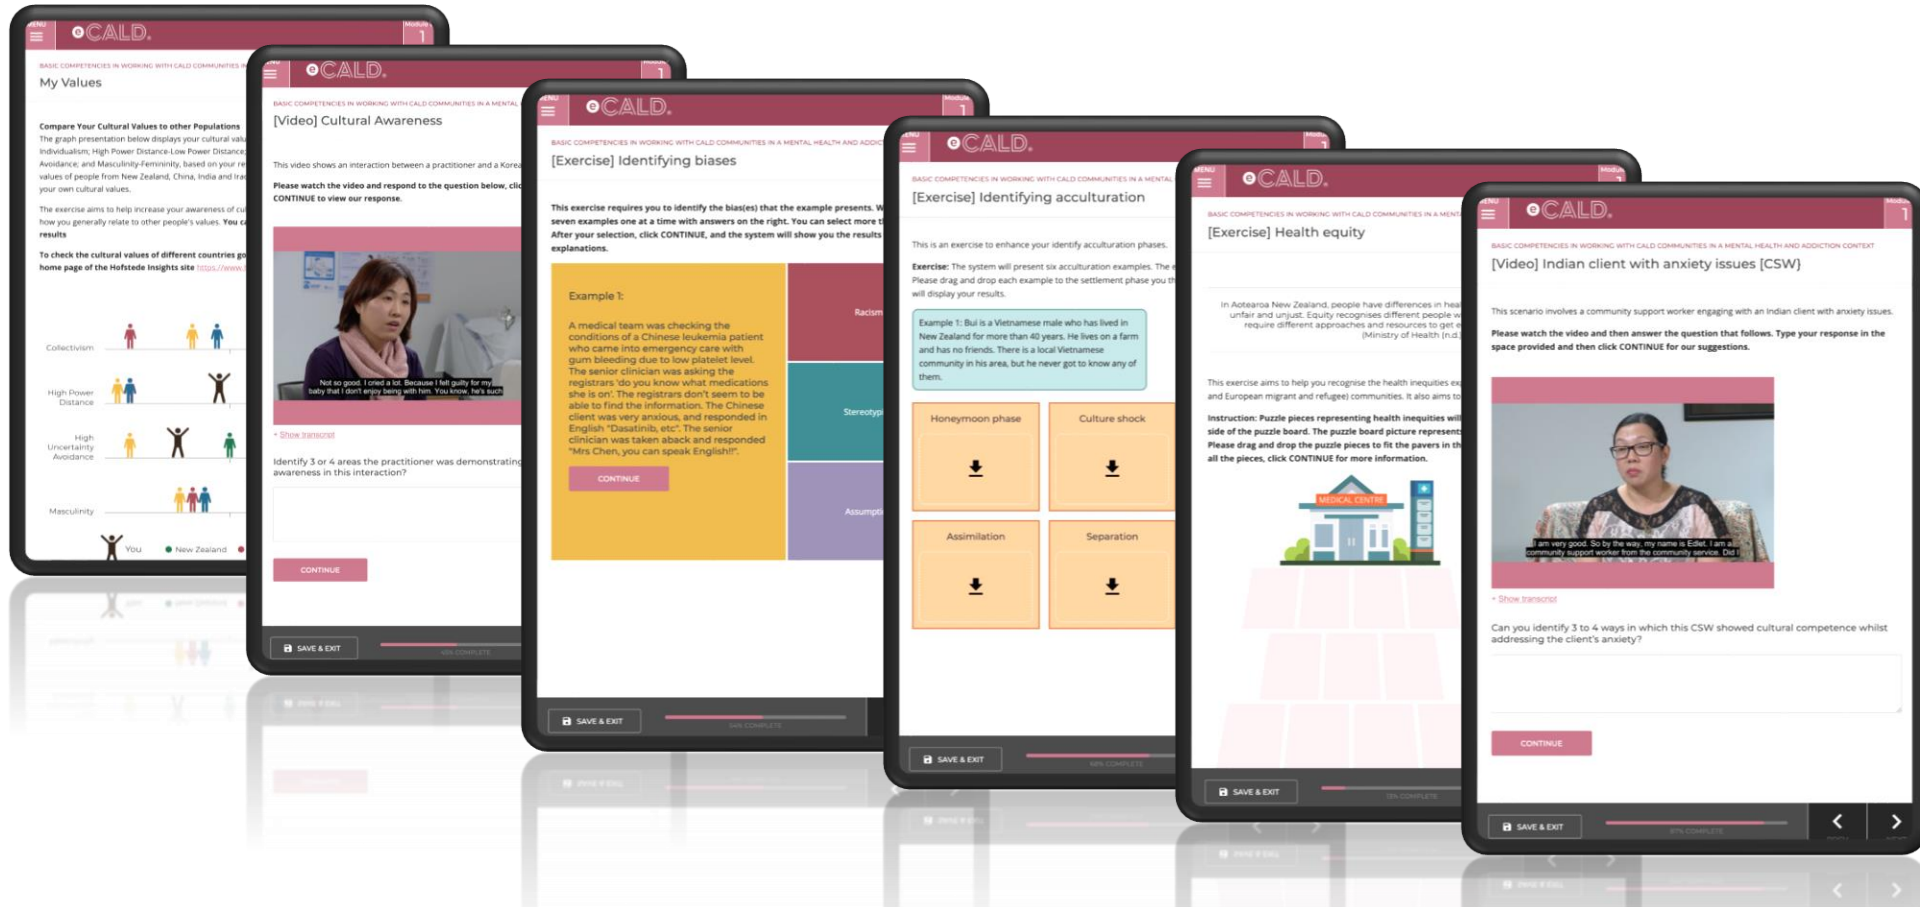 MENU
eCALD.
Module
1
BASIC COMPETENCIES IN WORKING WITH CALD COMMUNITIES IN
My Values
Compare Your Cultural Values to other Populations
The graph presentation below displays your cultural
Individualism; High Power Distance-Low Power Distance;
Avoidance; and Masculinity-Femininity, based on your
values of people from New Zealand, China, India and
your own cultural values.
The exercise aims to help increase your awareness of
how you generally relate to other people's values. You
results
To check the cultural values of different countries
home page of the Hofstede Insights site https://www.
Collectivism
High Power
Distance
High
Uncertainty
Avoidance
Masculinity
You
New Zealand
MENU
eCALD.
1
BASIC COMPETENCIES IN WORKING WITH CALD COMMUNITIES IN A MENTAL
[Video] Cultural Awareness
This video shows an interaction between a practitioner and a
Please watch the video and respond to the question below,
CONTINUE to view our response.
Not so good. I cried a lot. Because I felt guilty for my
baby that I don't enjoy being with him. You know, he's such
+ Show transcript
Identify 3 or 4 areas the practitioner was demonstrating
awareness in this interaction?
CONTINUE
SAVE & EXIT
MENU
eCALD.
Module
1
BASIC COMPETENCIES IN WORKING WITH CALD COMMUNITIES IN A MENTAL HEALTH AND
[Exercise] Identifying biases
This exercise requires you to identify the bias(es) that the example presents.
seven examples one at a time with answers on the right. You can select more
After your selection, click CONTINUE, and the system will show you the results
explanations.
Example 1:
A medical team was checking the
conditions of a Chinese leukemia patient
who came into emergency care with
gum bleeding due to low platelet level.
The senior clinician was asking the
registrars 'do you know what medications
she is on'. The registrars don't seem to be
able to find the information. The Chinese
client was very anxious, and responded in
English "Dasatinib, etc". The senior
clinician was taken aback and responded
"Mrs Chen, you can speak English!!".
CONTINUE
Racism
SAVE & EXIT
54% COMPLETE
MENU
eCALD.
1
BASIC COMPETENCIES IN WORKING WITH CALD COMMUNITIES IN A MENTAL
[Exercise] Identifying acculturation
This is an exercise to enhance your identify acculturation phases.
Exercise: The system will present six acculturation examples. The
Please drag and drop each example to the settlement phase you
will display your results.
Example 1: Bui is a Vietnamese male who has lived in
New Zealand for more than 40 years. He lives on a farm
and has no friends. There is a local Vietnamese
community in his area, but he never got to know any of
them.
Honeymoon phase
Culture shock
Assimilation
Separation
SAVE & EXIT
68% COMPLETE
MENU
eCALD.
1
BASIC COMPETENCIES IN WORKING WITH CALD COMMUNITIES IN A
[Exercise] Health equity
In Aotearoa New Zealand, people have differences in
unfair and unjust. Equity recognises different people
require different approaches and resources to get
(Ministry of Health (n.d.)
This exercise aims to help you recognise the health inequities
and European migrant and refugee) communities. It also aims to
Instruction: Puzzle pieces representing health inequities
side of the puzzle board. The puzzle board picture
Please drag and drop the puzzle pieces to fit the pavers in
all the pieces, click CONTINUE for more information.
MEDICAL CENTRE
SAVE & EXIT
13% COMPLETE
MENU
eCALD.
1
BASIC COMPETENCIES IN WORKING WITH CALD COMMUNITIES IN A MENTAL HEALTH AND ADDICTION CONTEXT
[Video] Indian client with anxiety issues [CSW}
This scenario involves a community support worker engaging with an Indian client with anxiety issues.
Please watch the video and then answer the question that follows. Type your response in the
space provided and then click CONTINUE for our suggestions.
I am very good. So by the way, my name is Edlet. I am a
community support worker from the community service. Did I
+ Show transcript
Can you identify 3 to 4 ways in which this CSW showed cultural competence whilst
addressing the client's anxiety?
CONTINUE
SAVE & EXIT
87% COMPLETE